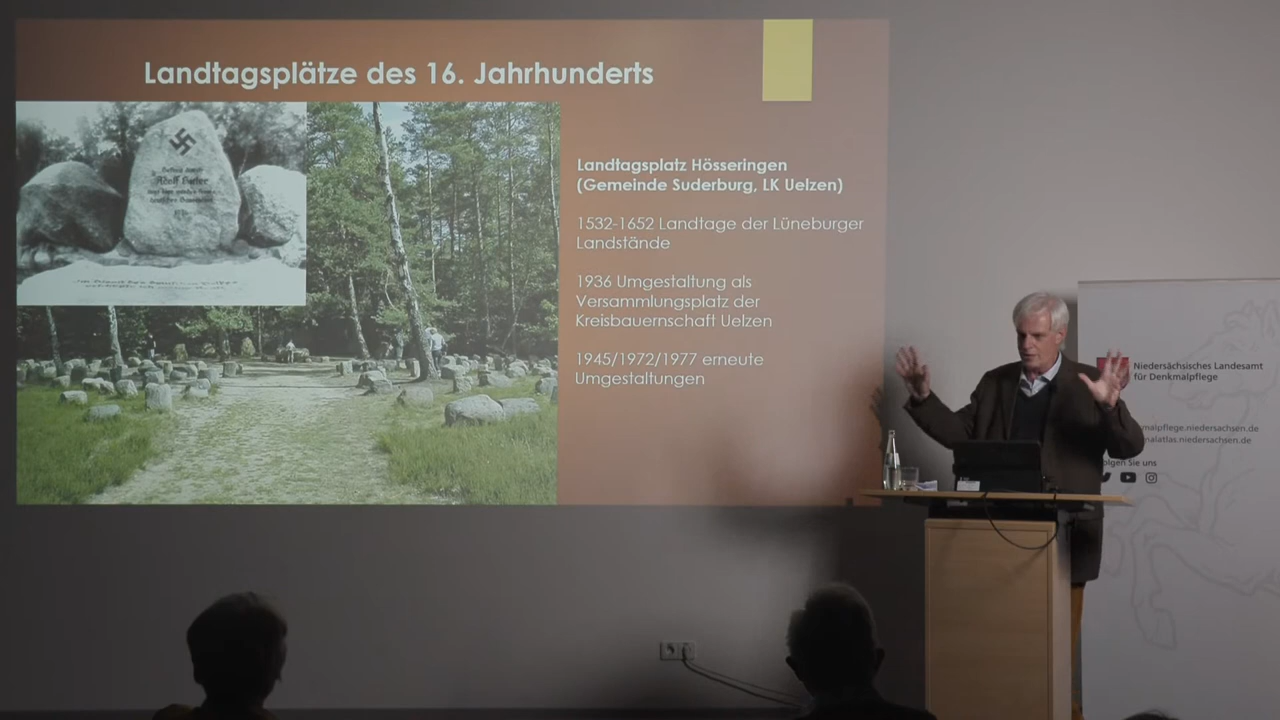 Landtagsplätze des 16. Jahrhunderts
Adolf Hitler
Landtagsplatz Hösseringen
(Gemeinde Suderburg, LK Uelzen)
1532-1652 Landtage der Lüneburger
Landstände
1936 Umgestaltung als
Versammlungsplatz der
Kreisbauernschaft Uelzen
1945/1972/1977 erneute
Umgestaltungen
Niedersächsisches Landesamt
für Denkmalpflege
malpflege.niedersachsen.de
nalatlas.niedersachsen.de
olgen Sie uns